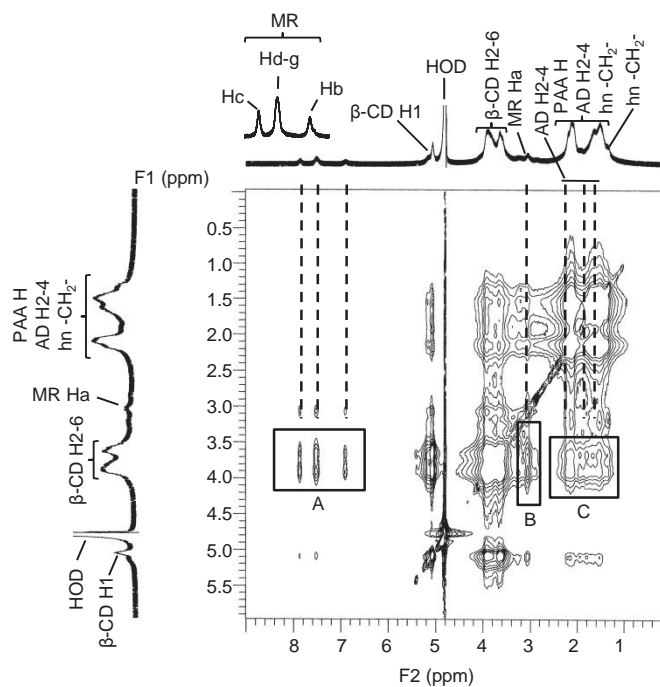 MR
Hd-g
Hc
Hb
β-CD H1
HOD
β-CD H2-6
MR Ha
AD H2-4
PAA H
AD H2-4
hn -CH₂-
hn -CH₂-
F1 (ppm)
0.5
1.0
1.5
2.0
2.5
3.0
3.5
4.0
4.5
5.0
5.5
PAA H
AD H2-4
hn -CH₂-
MR Ha
β-CD H2-6
HOD
β-CD H1
A
B
C
8 7 6 5 4 3 2 1
F2 (ppm)